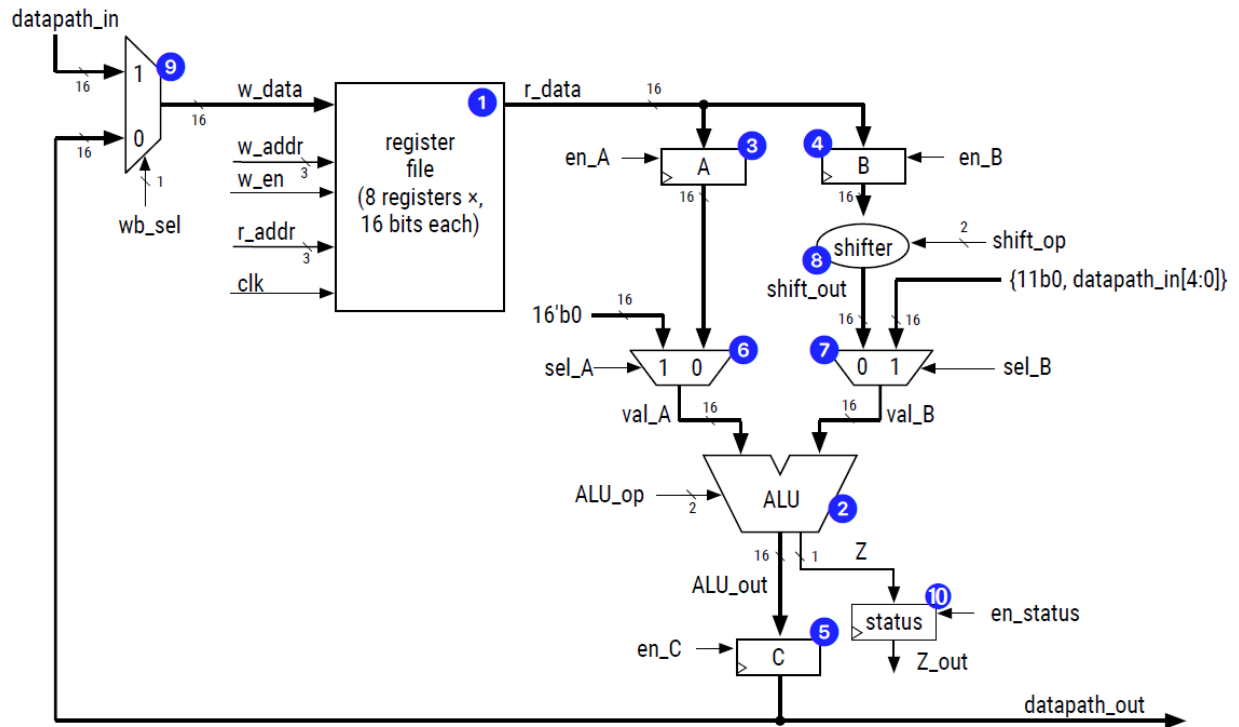 datapath_in
16
1
9
w_data
16
16
0
1
wb_sel
w_addr
3
w_en
r_addr
3
clk
1
register
file
(8 registers ×,
16 bits each)
r_data
16
en_A
3
A
16
4
B
en_B
16
shifter
8
2
shift_op
shift_out
{11b0, datapath_in[4:0]}
16'b0
16
16
16
sel_A
1 0
6
7
0 1
sel_B
val_A
16
16
val_B
ALU_op
2
ALU
2
16
1
Z
ALU_out
10
status
en_status
Z_out
en_C
5
C
datapath_out